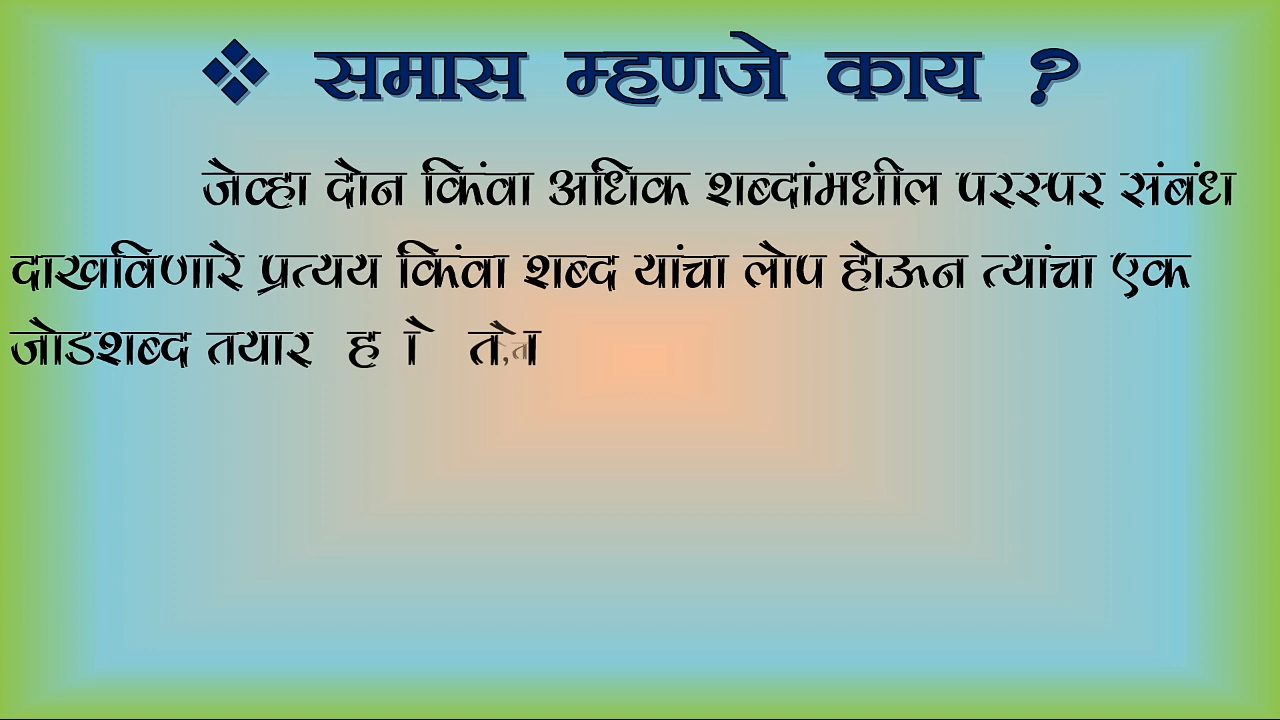 ❖ समास म्हणजे काय ?
जेव्हा दोन किंवा अधिक शब्दांमधील परस्पर संबंध
दाखविणारे प्रत्यय किंवा शब्द यांचा लोप होऊन त्यांचा एक
जोडशब्द तयार होतो,